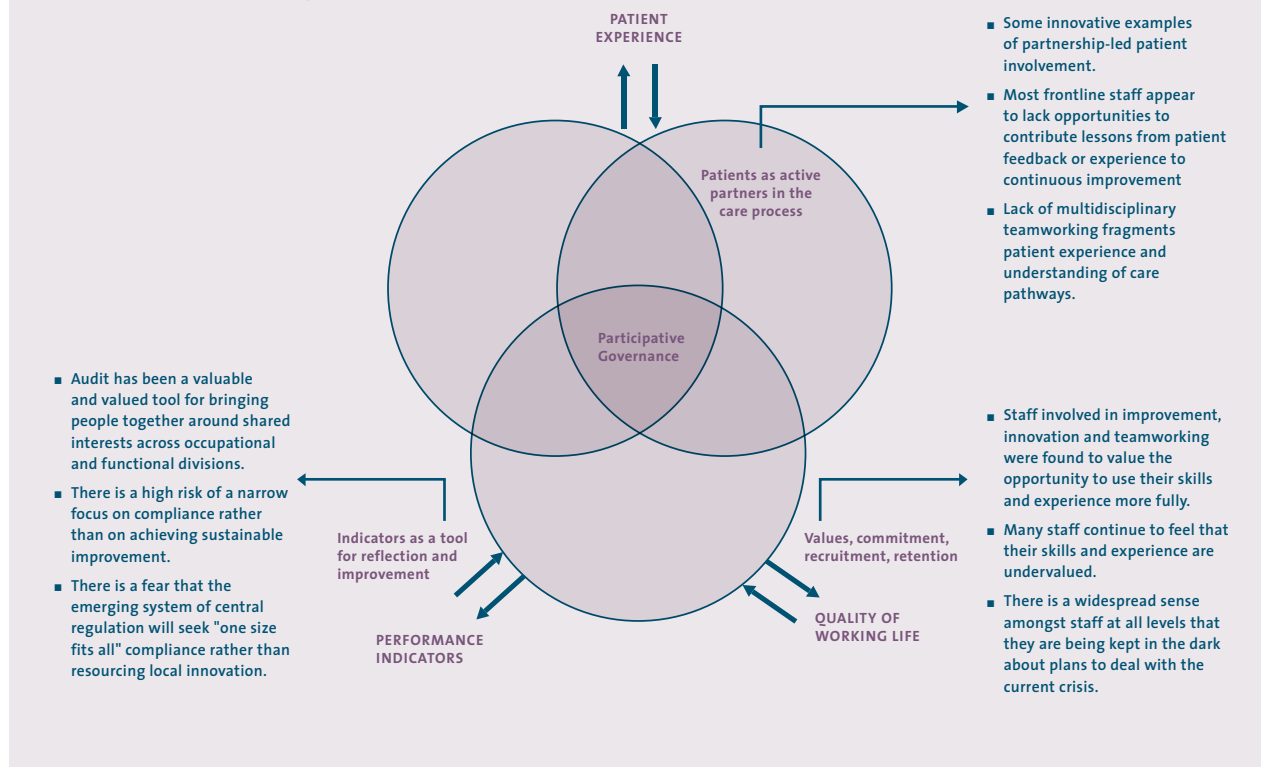 PATIENT
EXPERIENCE
■ Some innovative examples
of partnership-led patient
involvement.
■ Most frontline staff appear
to lack opportunities to
contribute lessons from patient
feedback or experience to
continuous improvement
■ Lack of multidisciplinary
teamworking fragments
patient experience and
understanding of care
pathways.
Patients as active
partners in the
care process
Participative
Governance
■ Audit has been a valuable
and valued tool for bringing
people together around shared
interests across occupational
and functional divisions.
■ There is a high risk of a narrow
focus on compliance rather
than on achieving sustainable
improvement.
■ There is a fear that the
emerging system of central
regulation will seek "one size
fits all" compliance rather than
resourcing local innovation.
Indicators as a tool
for reflection and
improvement
PERFORMANCE
INDICATORS
Values, commitment,
recruitment, retention
QUALITY OF
WORKING LIFE
■ Staff involved in improvement,
innovation and teamworking
were found to value the
opportunity to use their skills
and experience more fully.
■ Many staff continue to feel that
their skills and experience are
undervalued.
■ There is a widespread sense
amongst staff at all levels that
they are being kept in the dark
about plans to deal with the
current crisis.